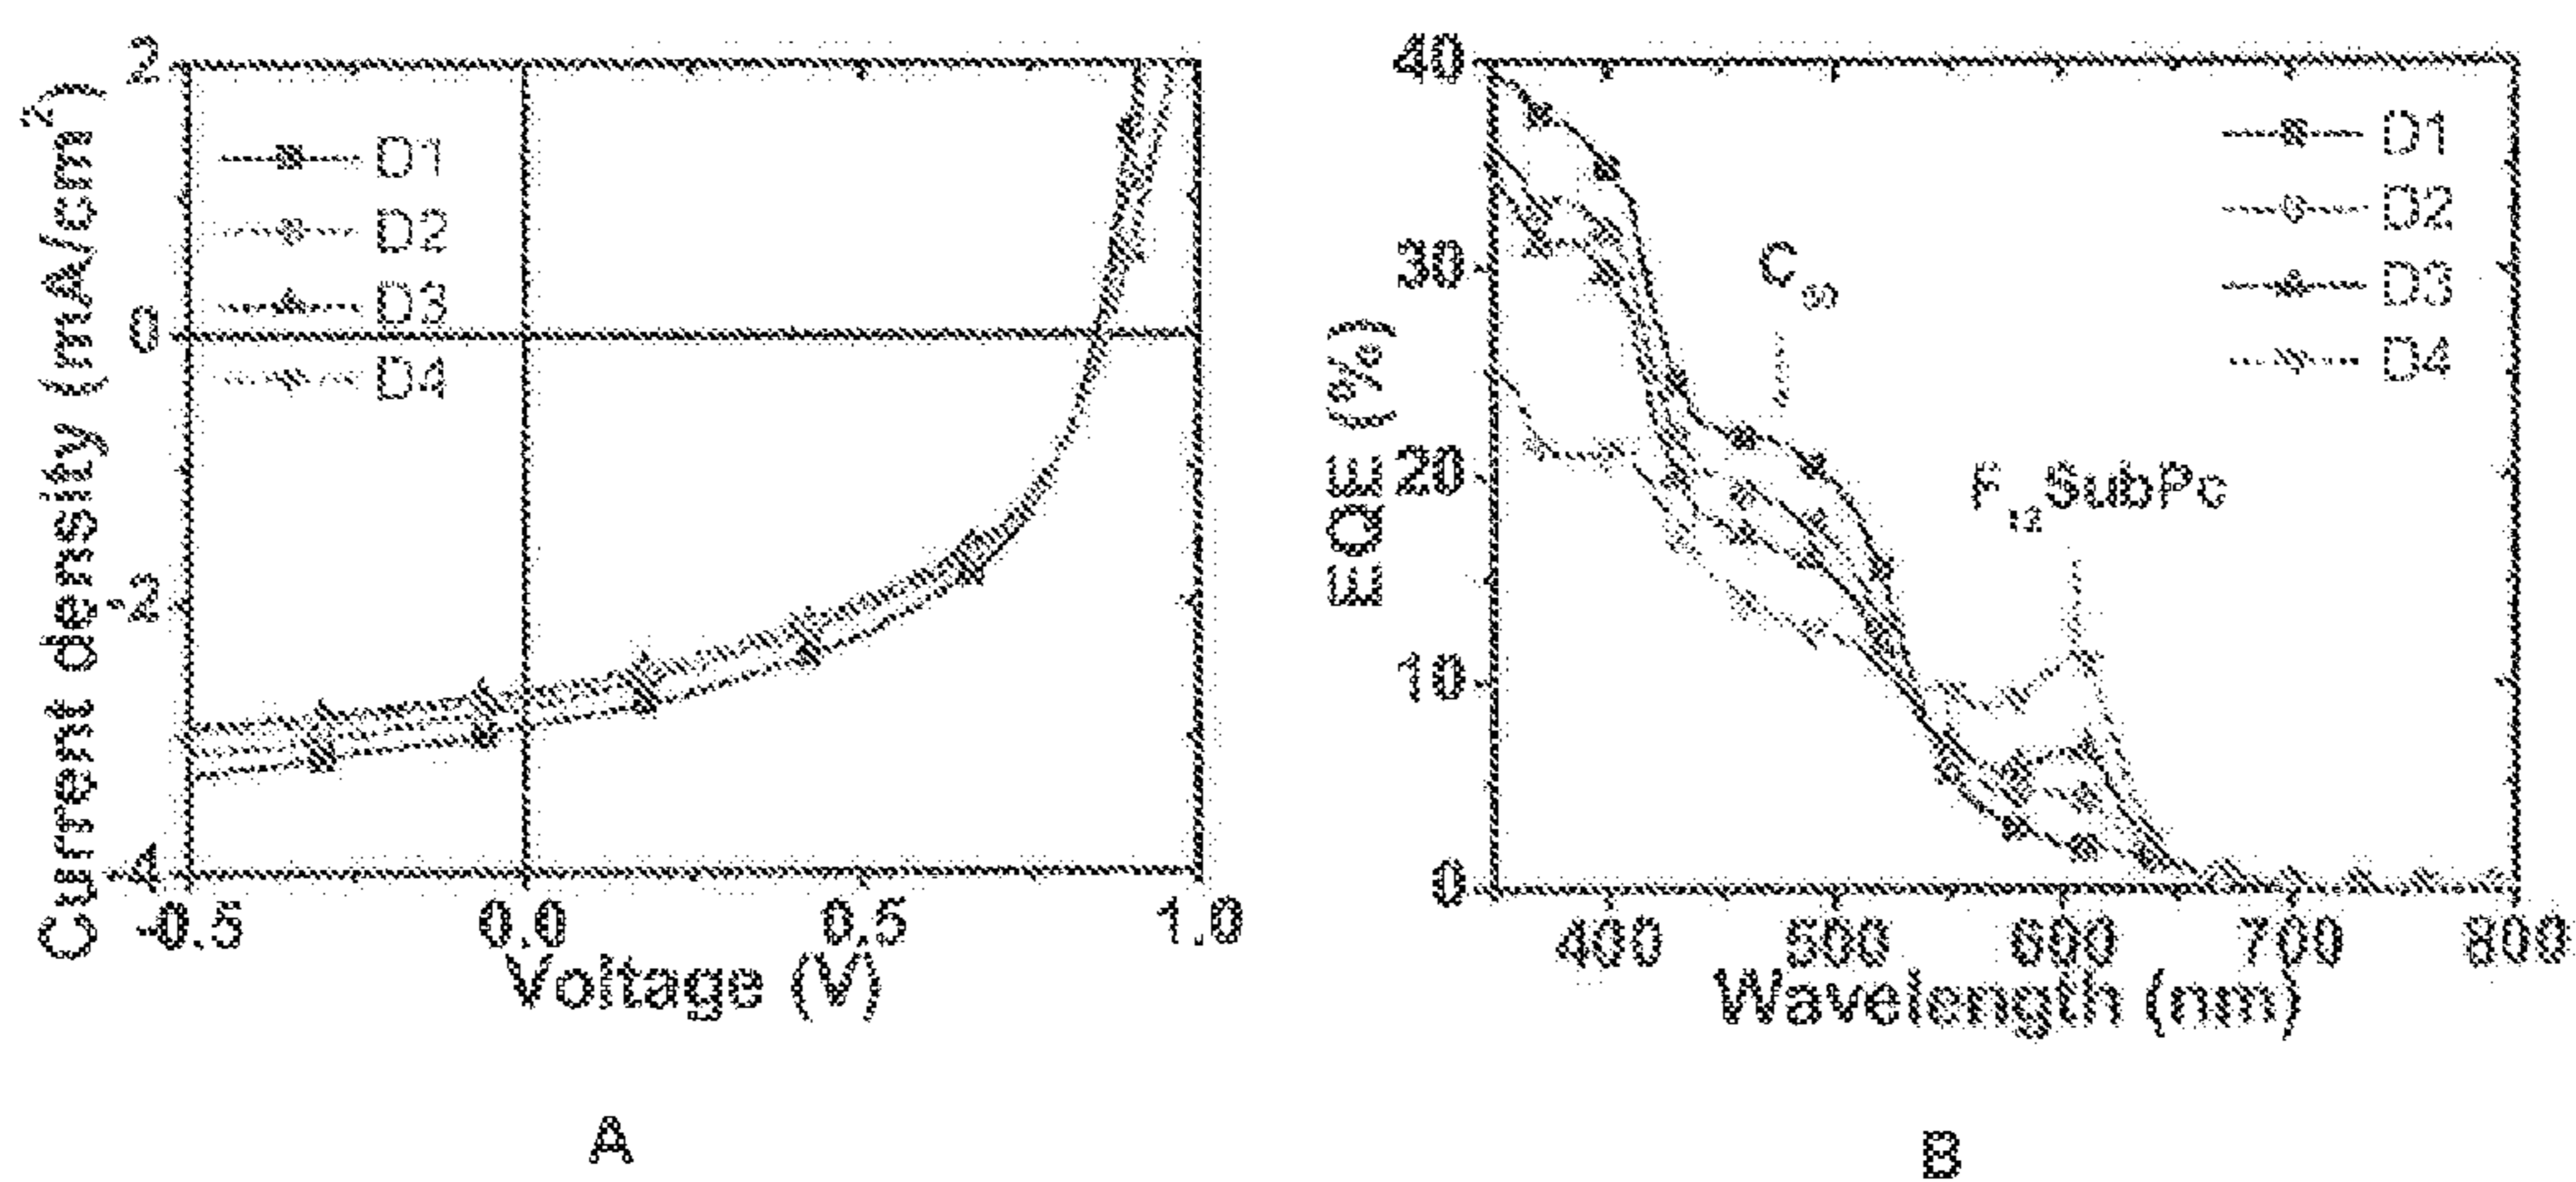 Current density (mA/cm²)
2
0
-2
-4
D1
D2
D3
D4
-0.5
0.0
0.5
1.0
Voltage (V)
A
EQE (%)
40
30
20
10
0
C₆₀
F₁₂SubPc
D1
D2
D3
D4
400
500
600
700
800
Wavelength (nm)
B